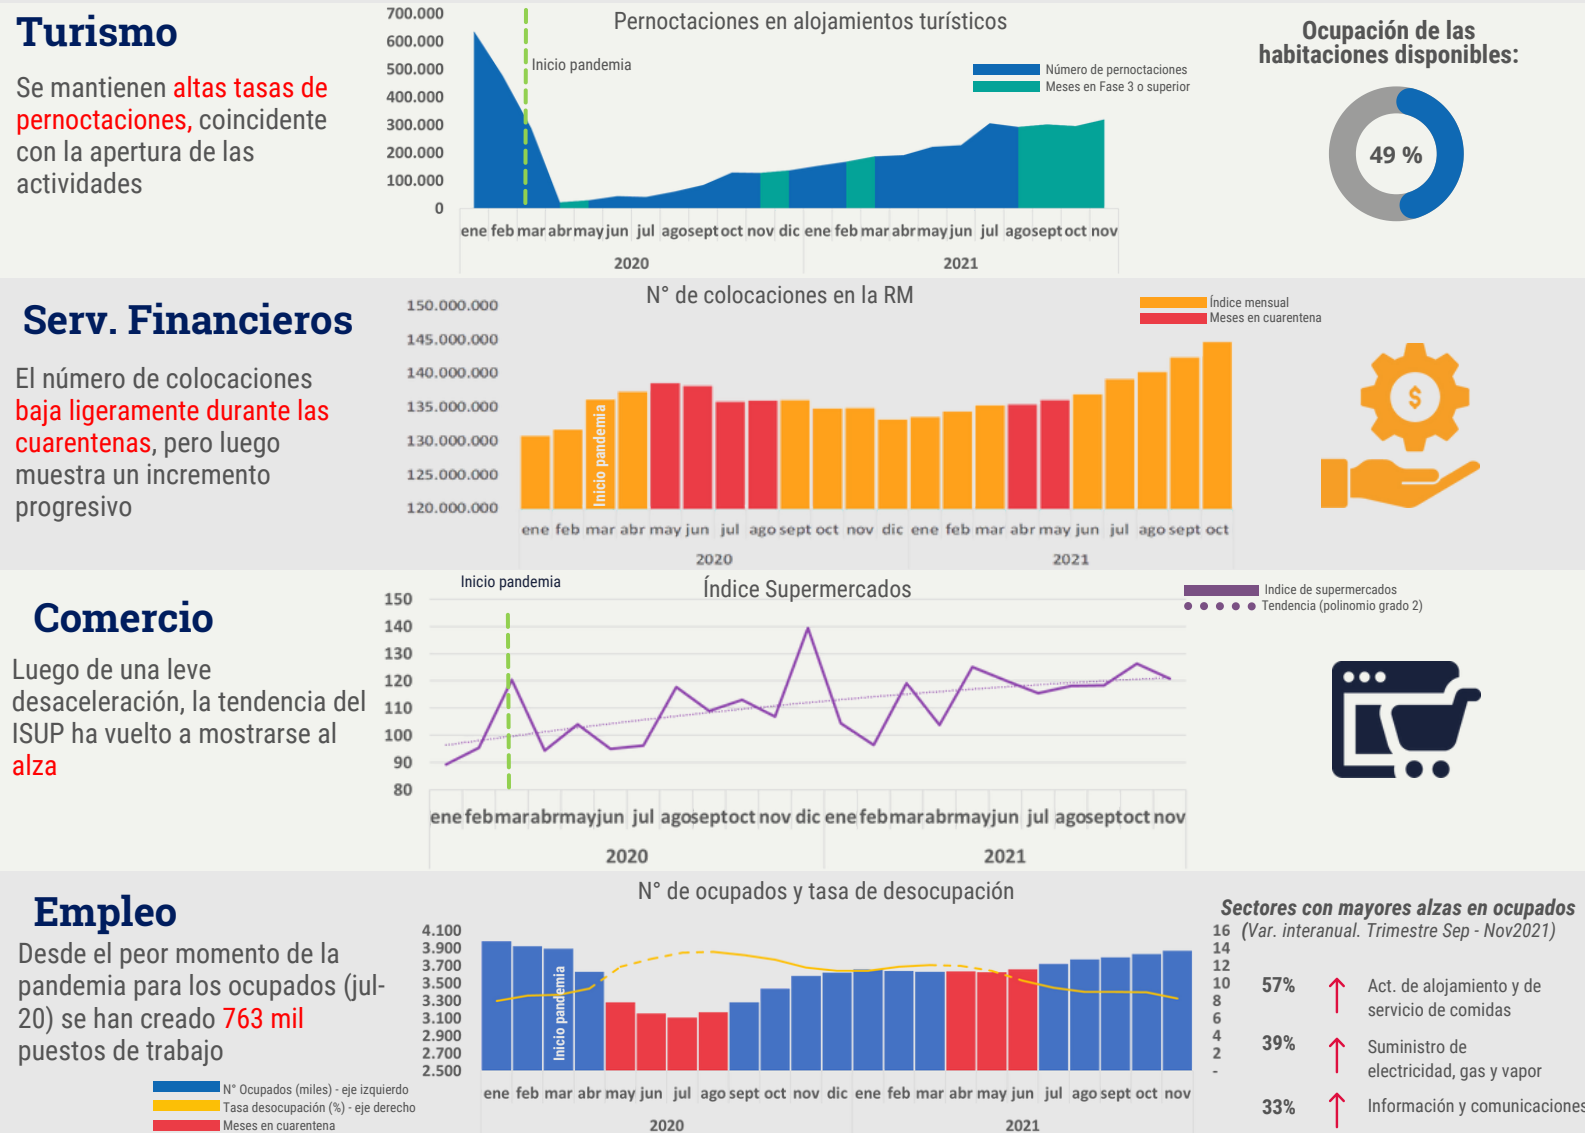 Turismo
Se mantienen altas tasas de
pernoctaciones, coincidente
con la apertura de las
actividades
Pernoctaciones en alojamientos turísticos
700.000
600.000
500.000
400.000
300.000
200.000
100.000
0
Inicio pandemia
Número de pernoctaciones
Meses en Fase 3 o superior
ene feb mar abr may jun jul ago sept oct nov dic ene feb mar abr may jun jul ago sept oct nov
2020 2021
Ocupación de las
habitaciones disponibles:
49 %
Serv. Financieros
El número de colocaciones
baja ligeramente durante las
cuarentenas, pero luego
muestra un incremento
progresivo
N° de colocaciones en la RM
150.000.000
145.000.000
140.000.000
135.000.000
130.000.000
125.000.000
120.000.000
Inicio pandemia
Índice mensual
Meses en cuarentena
ene feb mar abr may jun jul ago sept oct nov dic ene feb mar abr may jun jul ago sept oct
2020 2021
$
Comercio
Luego de una leve
desaceleración, la tendencia del
ISUP ha vuelto a mostrarse al
alza
Inicio pandemia
Índice Supermercados
150
140
130
120
110
100
90
80
Indice de supermercados
Tendencia (polinomio grado 2)
ene feb mar abr may jun jul ago sept oct nov dic ene feb mar abr may jun jul ago sept oct nov
2020 2021
Empleo
Desde el peor momento de la
pandemia para los ocupados (jul-
20) se han creado 763 mil
puestos de trabajo
N° Ocupados (miles) - eje izquierdo
Tasa desocupación (%) - eje derecho
Meses en cuarentena
N° de ocupados y tasa de desocupación
4.100
3.900
3.700
3.500
3.300
3.100
2.900
2.700
2.500
Inicio pandemia
16
14
12
10
8
6
4
2
-
ene feb mar abr may jun jul ago sept oct nov dic ene feb mar abr may jun jul ago sept oct nov
2020 2021
Sectores con mayores alzas en ocupados
(Var. interanual. Trimestre Sep - Nov2021)
57% Act. de alojamiento y de
servicio de comidas
39% Suministro de
electricidad, gas y vapor
33% Información y comunicaciones